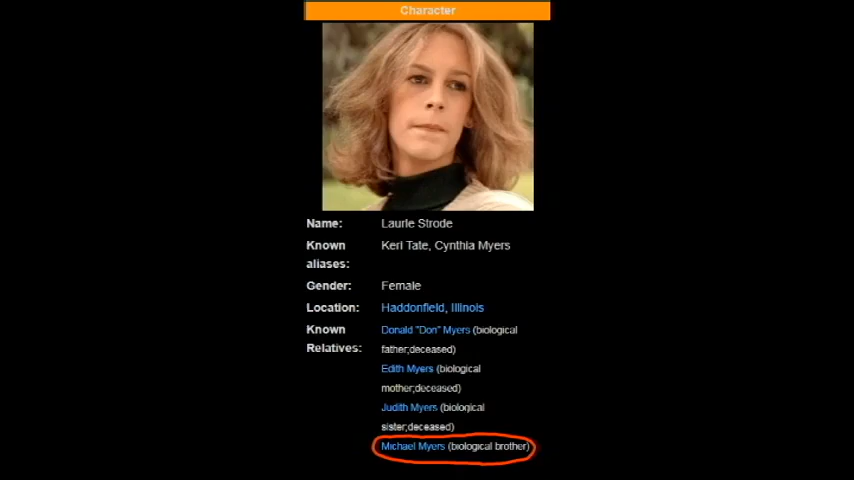 Character
Name: Laurie Strode
Known aliases: Keri Tate, Cynthia Myers
Gender: Female
Location: Haddonfield, Illinois
Known Relatives: Donald "Don" Myers (biological
father;deceased)
Edith Myers (biological
mother;deceased)
Judith Myers (biological
sister;deceased)
Michael Myers (biological brother)